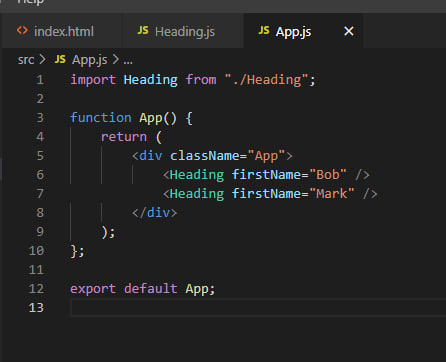 Help
index.html JS Heading.js JS App.js ×
src > JS App.js > ...
1 import Heading from "./Heading";
2
3 function App() {
4     return (
5         <div className="App">
6             <Heading firstName="Bob" />
7             <Heading firstName="Mark" />
8         </div>
9     );
10 };
11
12 export default App;
13